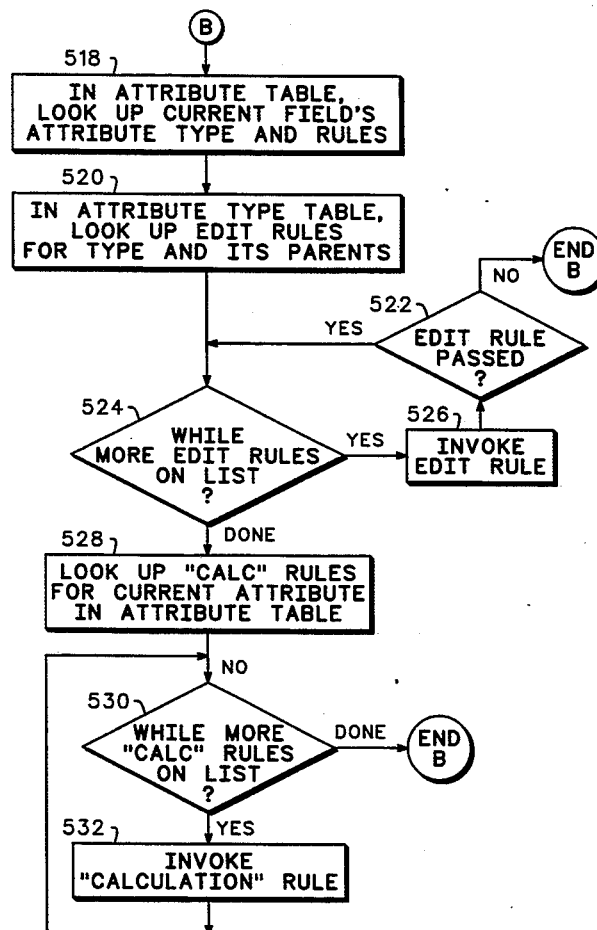 B
518
IN ATTRIBUTE TABLE,
LOOK UP CURRENT FIELD'S
ATTRIBUTE TYPE AND RULES
520
IN ATTRIBUTE TYPE TABLE,
LOOK UP EDIT RULES
FOR TYPE AND ITS PARENTS
END
B
NO
522
YES
EDIT RULE
PASSED
?
524
WHILE
MORE EDIT RULES
ON LIST
?
YES
526
INVOKE
EDIT RULE
DONE
528
LOOK UP "CALC" RULES
FOR CURRENT ATTRIBUTE
IN ATTRIBUTE TABLE
NO
530
WHILE MORE
"CALC" RULES
ON LIST
?
DONE
END
B
YES
532
INVOKE
"CALCULATION" RULE